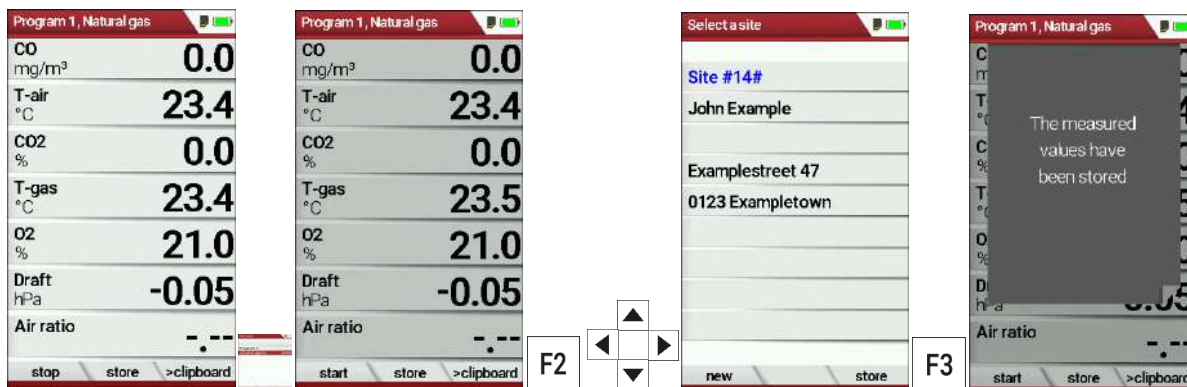 Program 1, Natural gas
CO
mg/m³
0.0
T-air
°C
23.4
CO2
%
0.0
T-gas
°C
23.4
O2
%
21.0
Draft
hPa
-0.05
Air ratio
-.--
stop store >clipboard
Program 1, Natural gas
CO
mg/m³
0.0
T-air
°C
23.4
CO2
%
0.0
T-gas
°C
23.5
O2
%
21.0
Draft
hPa
-0.05
Air ratio
-.--
start store >clipboard
F2
Select a site
Site #14#
John Example
Examplestreet 47
0123 Exampletown
new store
F3
Program 1, Natural gas
The measured
values have
been stored
Air ratio
-.--
start store >clipboard